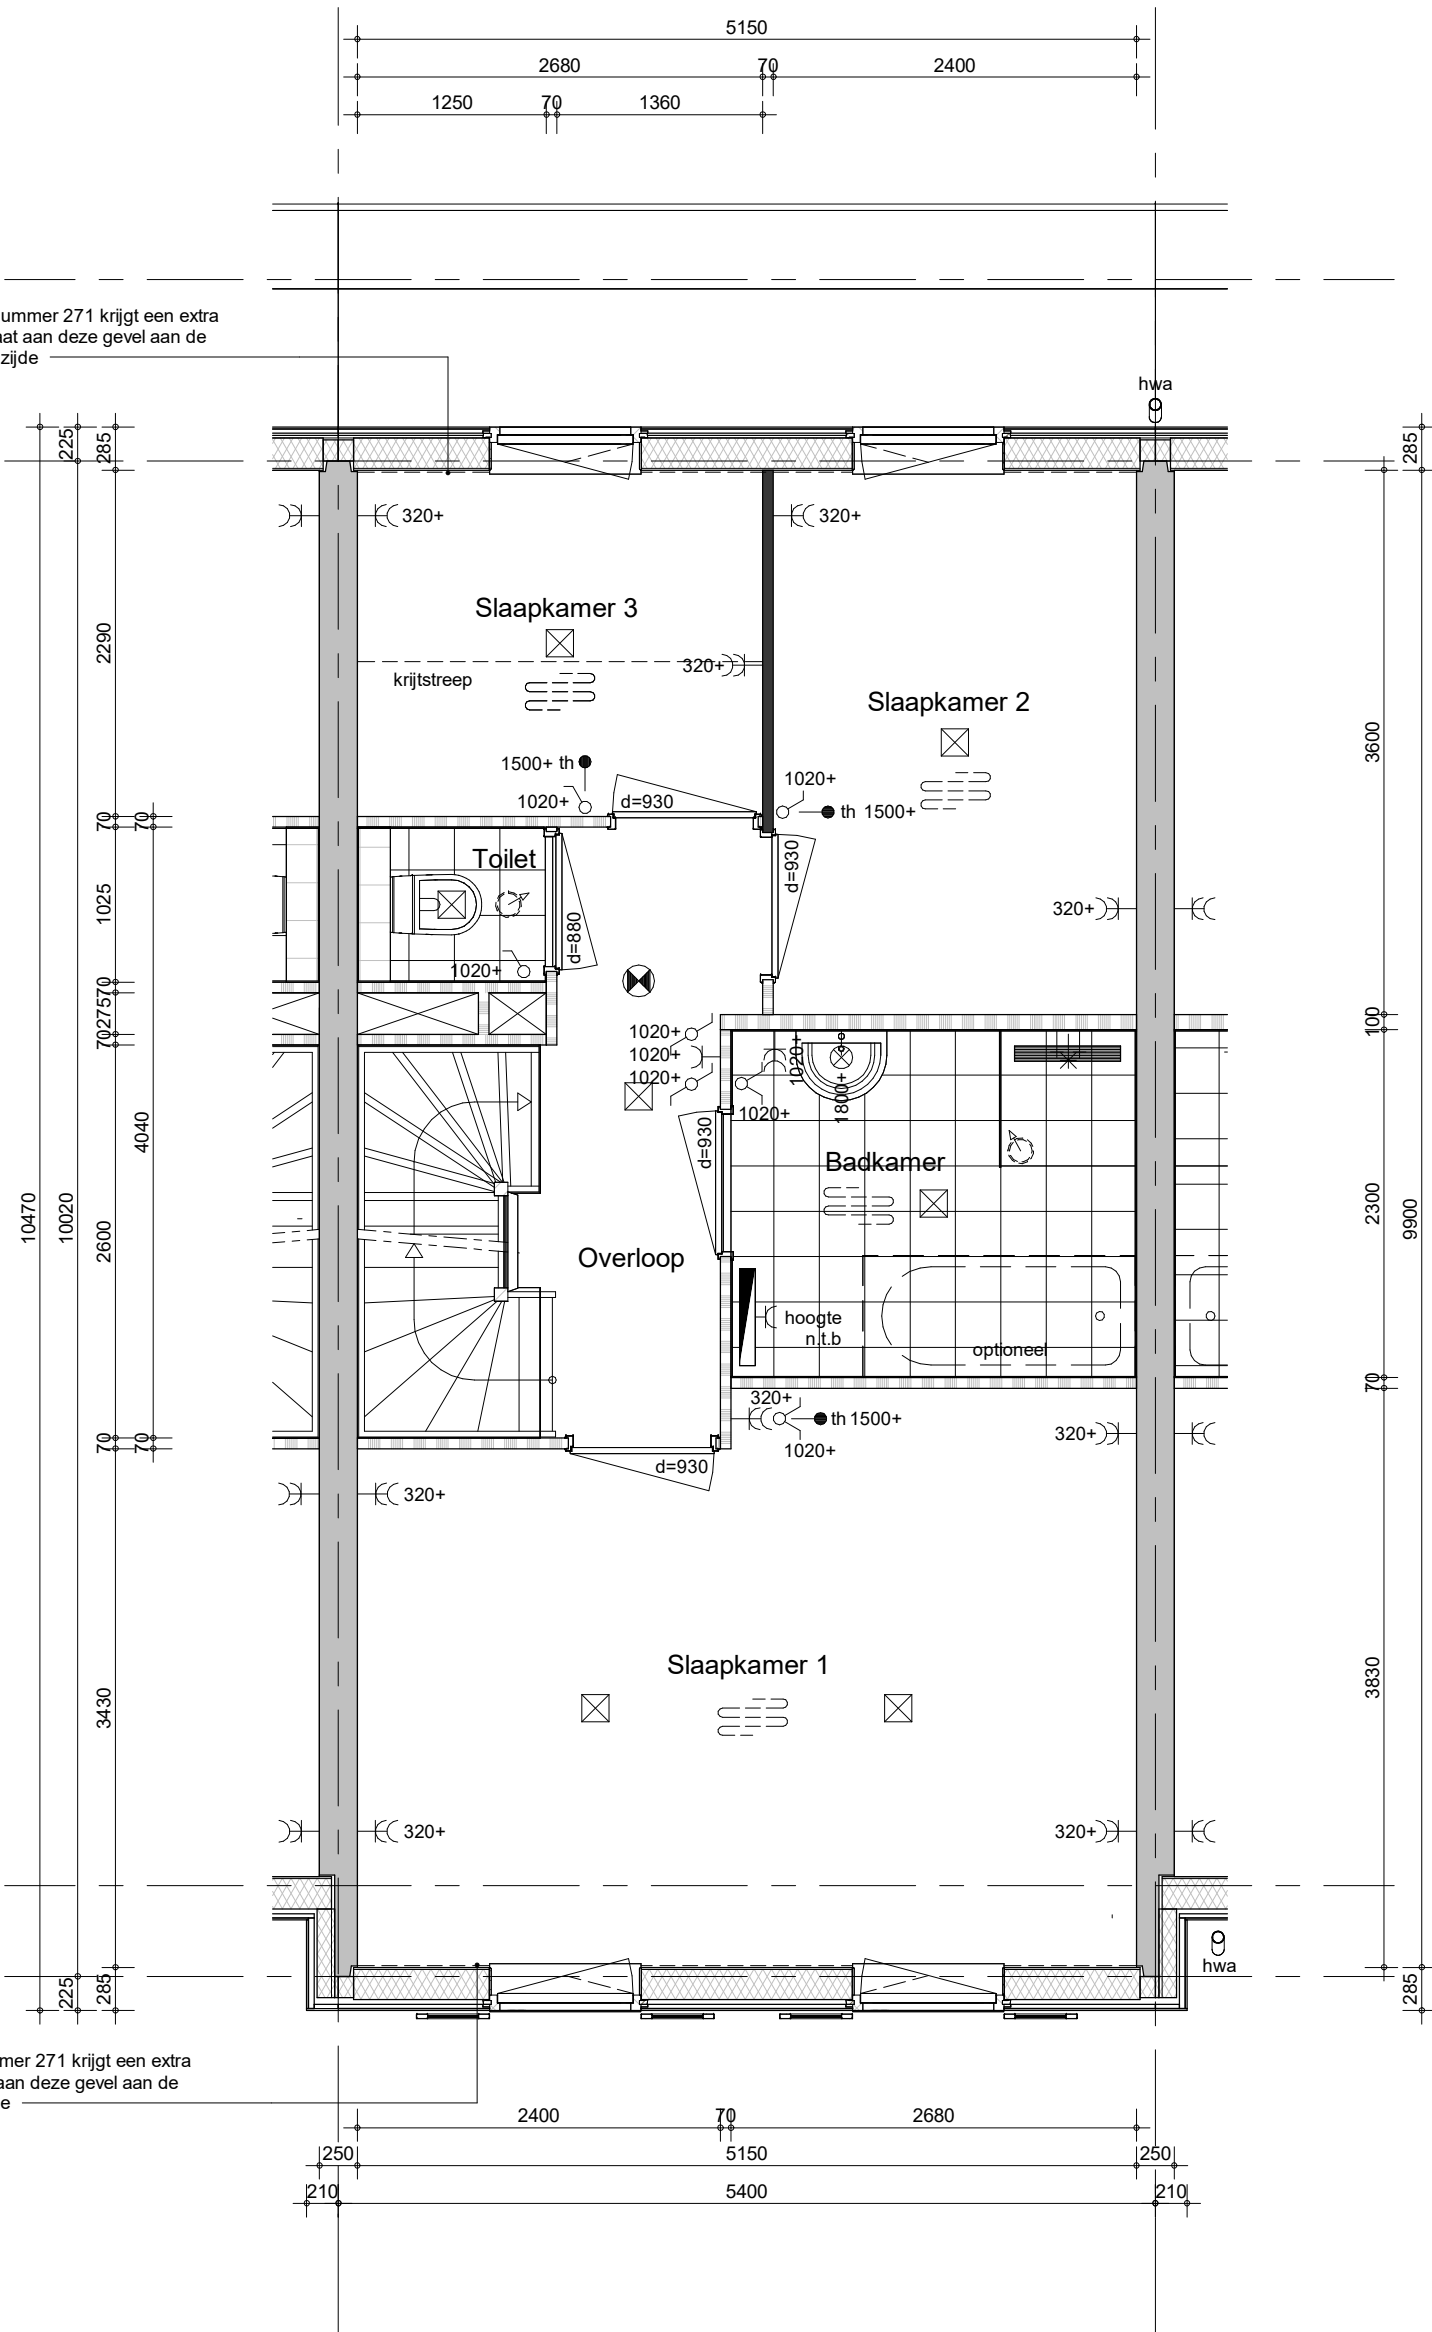 5150
2680 70 2400
1250 70 1360
ummer 271 krijgt een extra
aat aan deze gevel aan de
zijde
hwa
225
285
285
320+
320+
Slaapkamer 3
2290
320+
krijtstreep
Slaapkamer 2
3600
1500+ th
1020+
d=930
1020+
th 1500+
70
70
Toilet
d=930
1025
320+
d=880
1020+
70
275
70
1020+
1020+
1020+
1020+
1800+
1020+
100
4040
d=930
Badkamer
10470
10020
2600
2300
9900
Overloop
hoogte
n.t.b
optioneel
70
320+
th 1500+
1020+
320+
70
70
d=930
320+
Slaapkamer 1
3430
3830
320+
320+
hwa
225
285
285
mer 271 krijgt een extra
aan deze gevel aan de
e
2400 70 2680
250 5150 250
210 5400 210